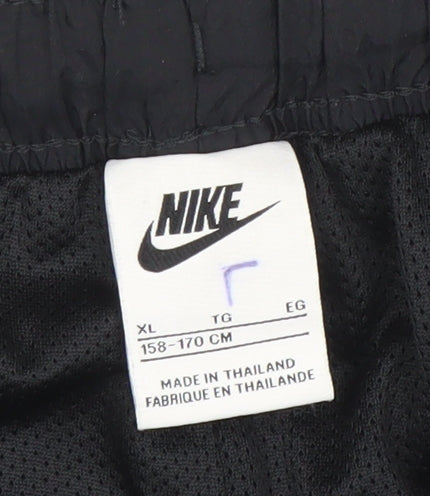 NIKE
XL TG EG
158-170 CM
MADE IN THAILAND
FABRIQUE EN THAILANDE